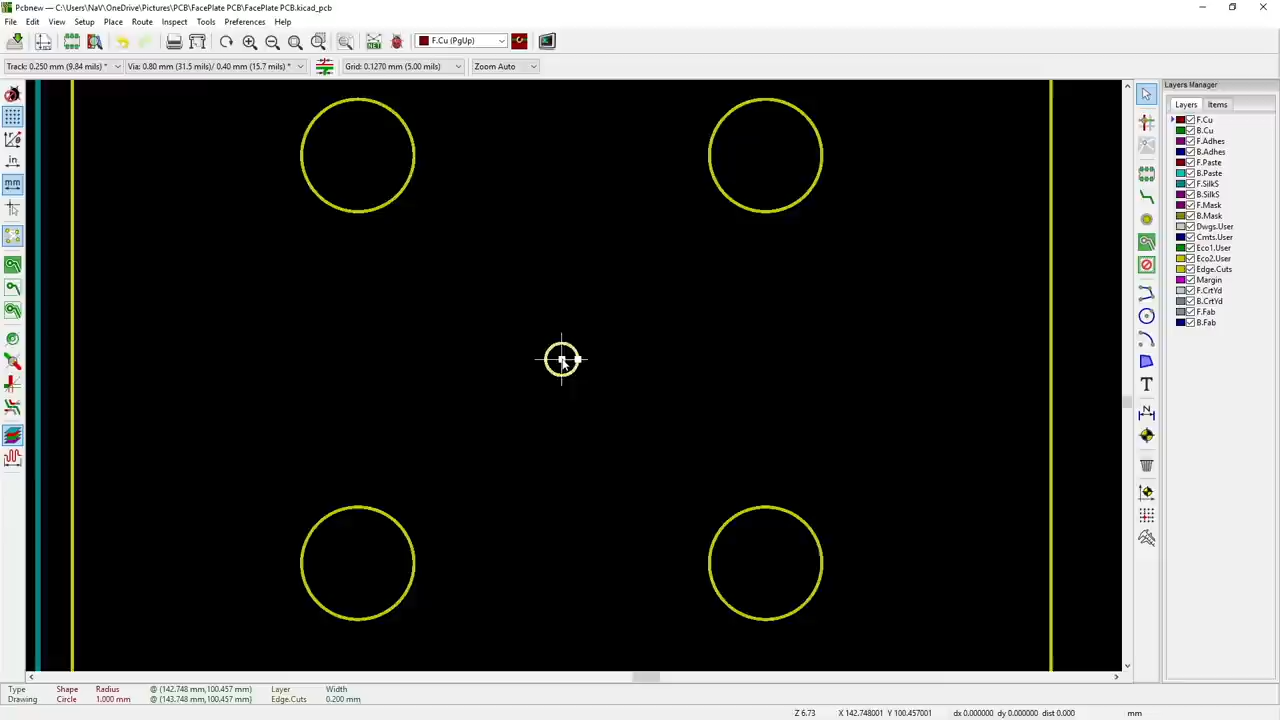 Pcbnew — C:\Users\NaV\OneDrive\Pictures\PCB\FacePlate PCB\FacePlate PCB.kicad_pcb
File Edit View Setup Place Route Inspect Tools Preferences Help
NET F.Cu (PgUp)
Track: 0.250 mm (9.84 mils) * Via: 0.80 mm (31.5 mils)/ 0.40 mm (15.7 mils) * Grid: 0.1270 mm (5.00 mils) Zoom Auto
in
mm
T
N
Layers Manager
Layers Items
F.Cu
B.Cu
F.Adhes
B.Adhes
F.Paste
B.Paste
F.SilkS
B.SilkS
F.Mask
B.Mask
Dwgs.User
Cmts.User
Eco1.User
Eco2.User
Edge.Cuts
Margin
F.CrtYd
B.CrtYd
F.Fab
B.Fab
Type Shape Radius @ (142.748 mm,100.457 mm) Layer Width
Drawing Circle 1.000 mm @ (143.748 mm,100.457 mm) Edge.Cuts 0.200 mm
Z 6.73 X 142.748001 Y 100.457001 dx 0.000000 dy 0.000000 dist 0.000 mm